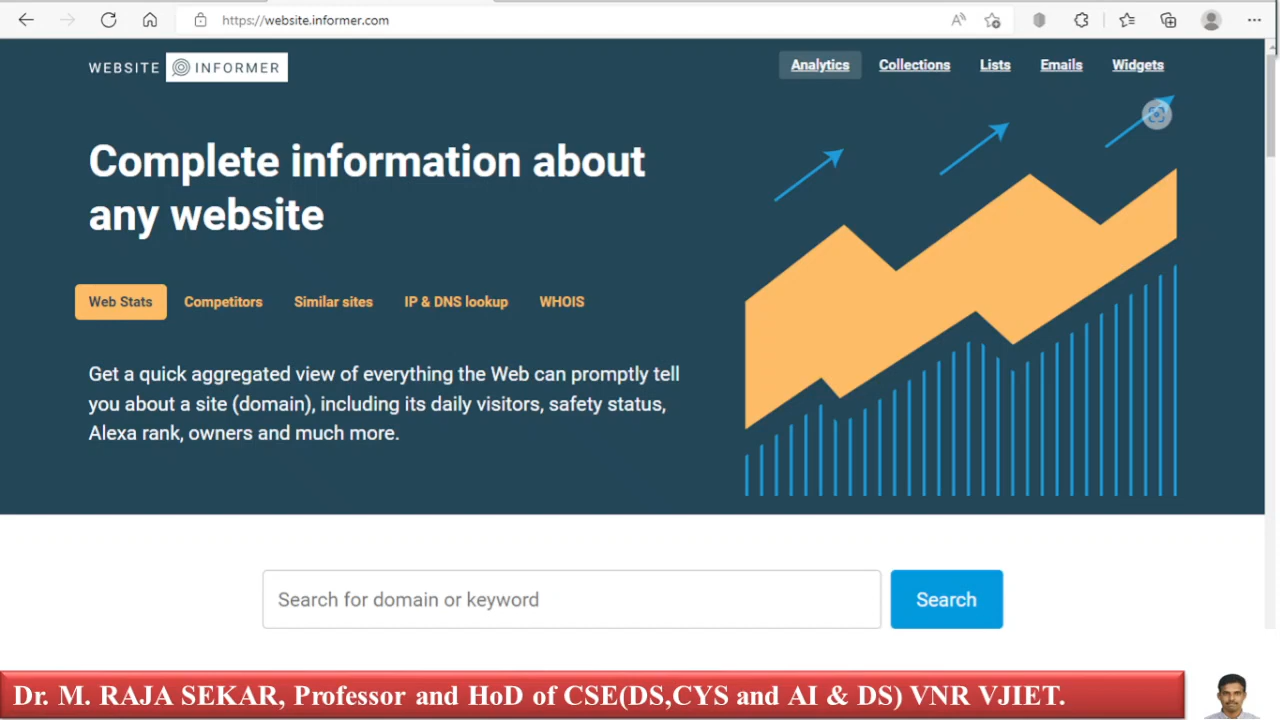 https://website.informer.com
WEBSITE INFORMER
Analytics Collections Lists Emails Widgets
Complete information about
any website
Web Stats Competitors Similar sites IP & DNS lookup WHOIS
Get a quick aggregated view of everything the Web can promptly tell
you about a site (domain), including its daily visitors, safety status,
Alexa rank, owners and much more.
Search for domain or keyword Search
Dr. M. RAJA SEKAR, Professor and HoD of CSE(DS,CYS and AI & DS) VNR VJIET.